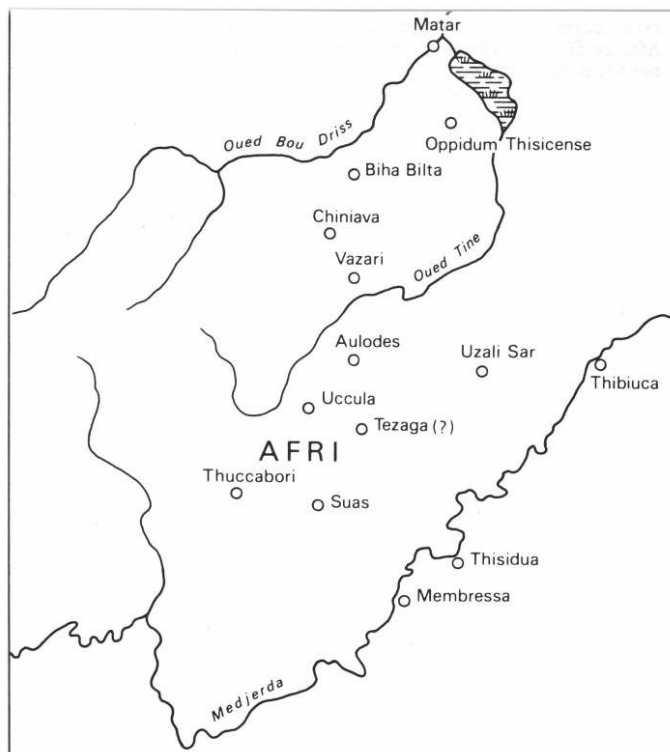 Matar
Oued Bou Driss
Oppidum Thisicense
Biha Bilta
Chiniava
Vazari
Oued Tine
Aulodes
Uzali Sar
Thibiuca
Uccula
Tezaga (?)
AFRI
Thuccabori
Suas
Thisidua
Membressa
Medjerda